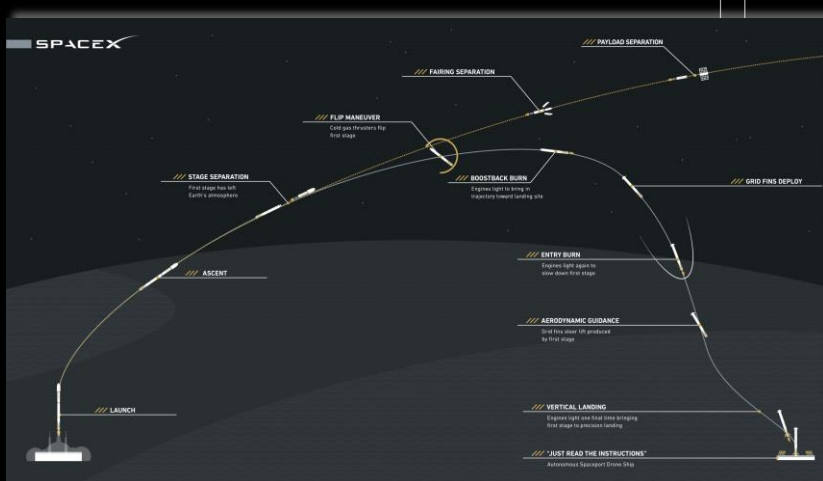 SPACEX
/// PAYLOAD SEPARATION
/// FAIRING SEPARATION
/// FLIP MANEUVER
Cold gas thrusters flip
first stage
/// STAGE SEPARATION
First stage has left
Earth's atmosphere
/// BOOSTBACK BURN
Engines light to bring in
trajectory toward landing site
/// GRID FINS DEPLOY
/// ASCENT
/// ENTRY BURN
Engines light again to
slow down first stage
/// AERODYNAMIC GUIDANCE
Grid fins steer lift produced
by first stage
/// LAUNCH
/// VERTICAL LANDING
Engines light one final time bringing
first stage to precision landing
/// "JUST READ THE INSTRUCTIONS"
Autonomous Spaceport Drone Ship